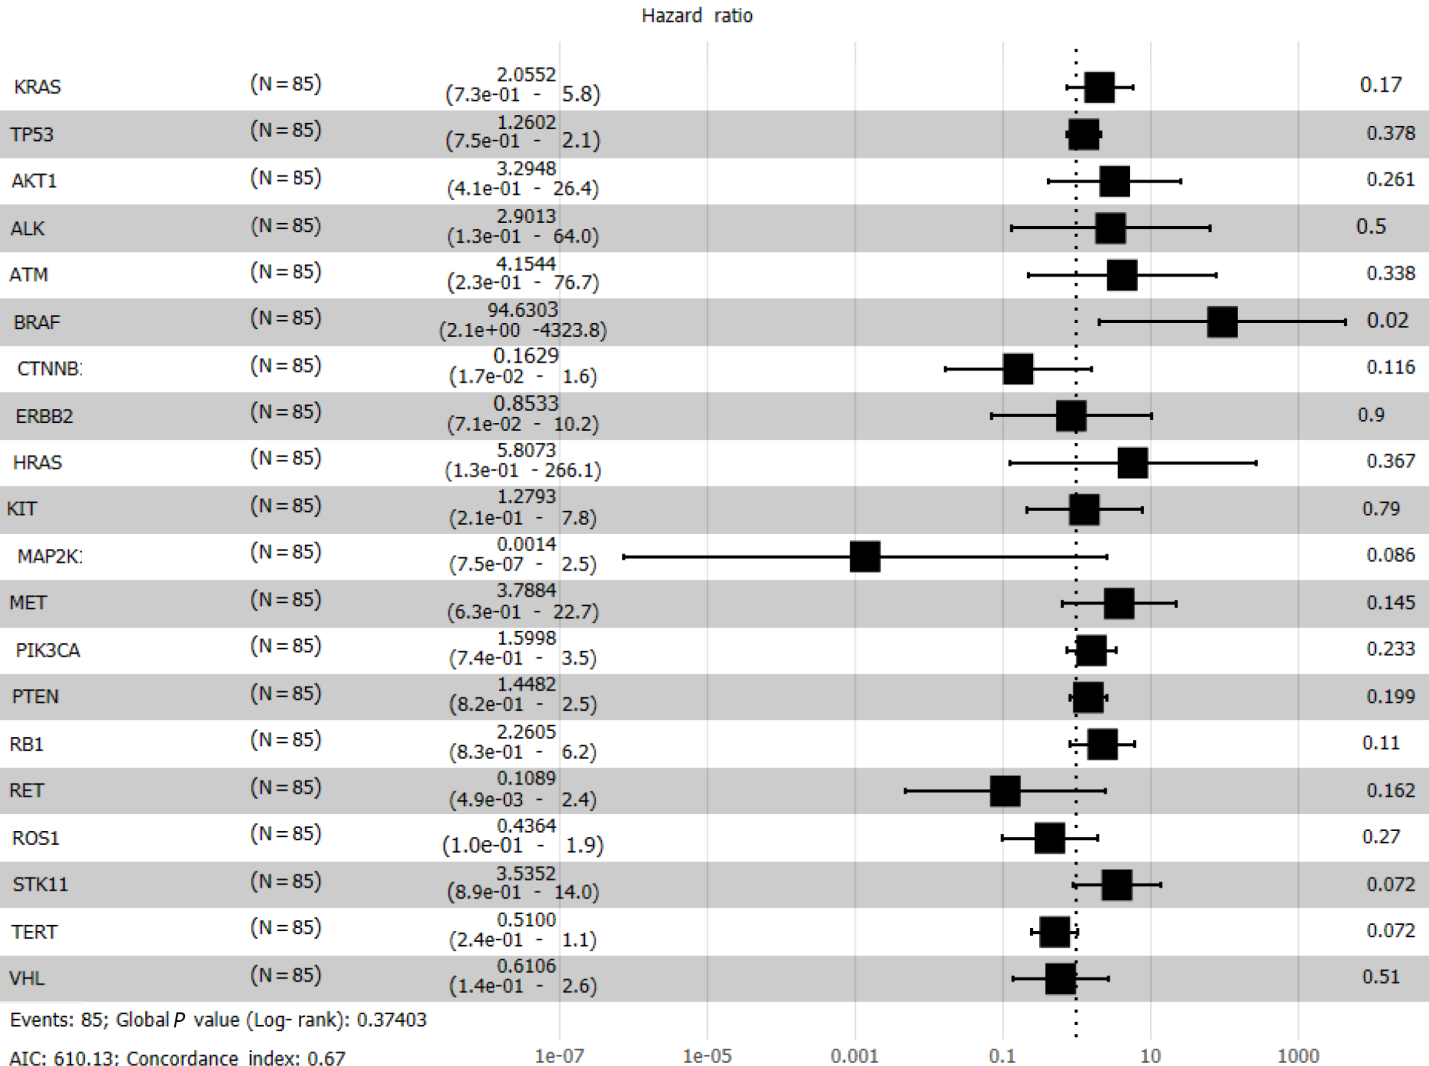 Hazard ratio
KRAS (N = 85) 2.0552 (7.3e-01 - 5.8) 0.17
TP53 (N = 85) 1.2602 (7.5e-01 - 2.1) 0.378
AKT1 (N = 85) 3.2948 (4.1e-01 - 26.4) 0.261
ALK (N = 85) 2.9013 (1.3e-01 - 64.0) 0.5
ATM (N = 85) 4.1544 (2.3e-01 - 76.7) 0.338
BRAF (N = 85) 94.6303 (2.1e+00 -4323.8) 0.02
CTNNB: (N = 85) 0.1629 (1.7e-02 - 1.6) 0.116
ERBB2 (N = 85) 0.8533 (7.1e-02 - 10.2) 0.9
HRAS (N = 85) 5.8073 (1.3e-01 - 266.1) 0.367
KIT (N = 85) 1.2793 (2.1e-01 - 7.8) 0.79
MAP2K: (N = 85) 0.0014 (7.5e-07 - 2.5) 0.086
MET (N = 85) 3.7884 (6.3e-01 - 22.7) 0.145
PIK3CA (N = 85) 1.5998 (7.4e-01 - 3.5) 0.233
PTEN (N = 85) 1.4482 (8.2e-01 - 2.5) 0.199
RB1 (N = 85) 2.2605 (8.3e-01 - 6.2) 0.11
RET (N = 85) 0.1089 (4.9e-03 - 2.4) 0.162
ROS1 (N = 85) 0.4364 (1.0e-01 - 1.9) 0.27
STK11 (N = 85) 3.5352 (8.9e-01 - 14.0) 0.072
TERT (N = 85) 0.5100 (2.4e-01 - 1.1) 0.072
VHL (N = 85) 0.6106 (1.4e-01 - 2.6) 0.51
Events: 85; Global P value (Log- rank): 0.37403
AIC: 610.13; Concordance index: 0.67
1e-07 1e-05 0.001 0.1 10 1000